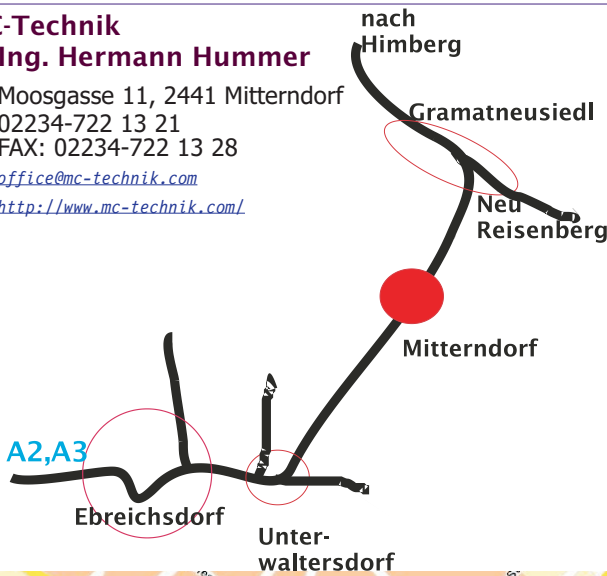 -Technik
Ing. Hermann Hummer
Moosgasse 11, 2441 Mitterndorf
02234-722 13 21
FAX: 02234-722 13 28
office@mc-technik.com
http://www.mc-technik.com/
nach
Himberg
Gramatneusiedl
Neu
Reisenberg
Mitterndorf
A2,A3
Ebreichsdorf
Unter-
waltersdorf